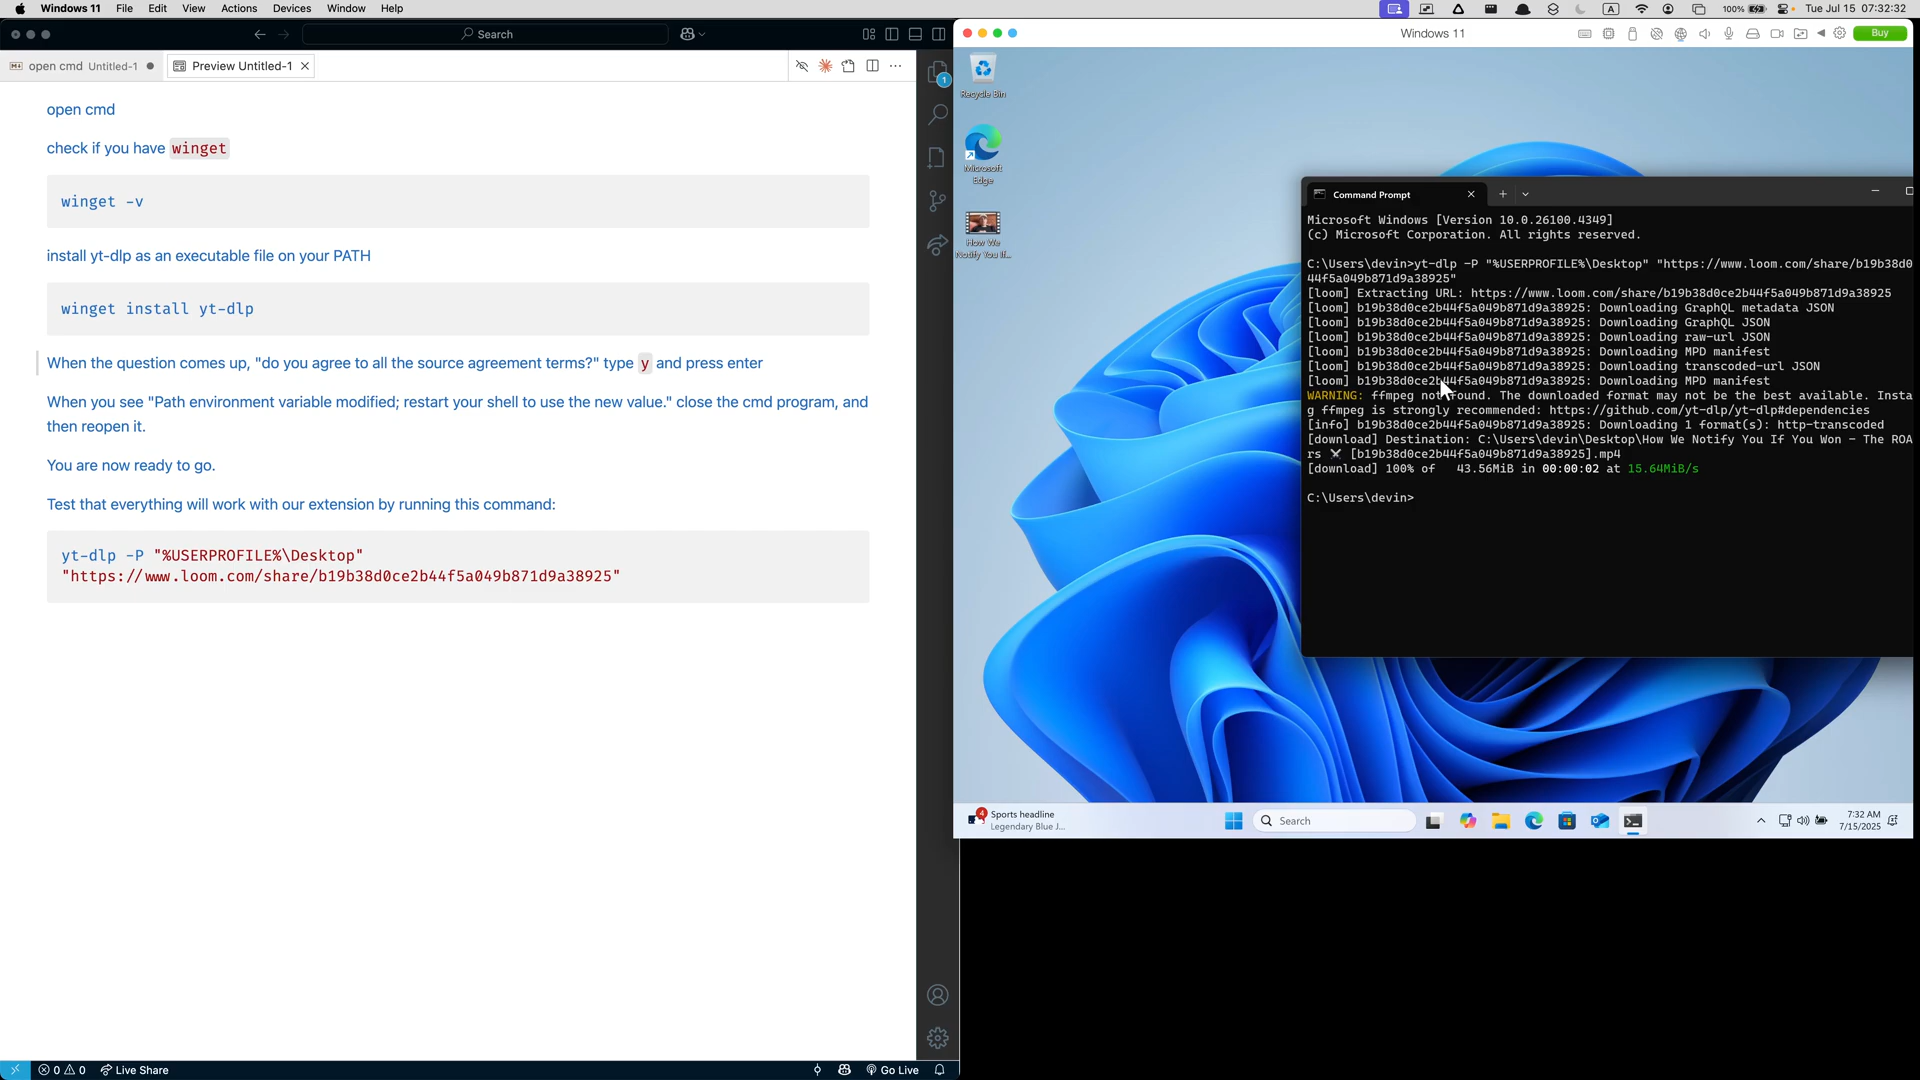 Windows 11 File Edit View Actions Devices Window Help
A 100% Tue Jul 15 07:32:32
Search
open cmd Untitled-1
Preview Untitled-1
open cmd
check if you have winget
winget -v
install yt-dlp as an executable file on your PATH
winget install yt-dlp
When the question comes up, "do you agree to all the source agreement terms?" type y and press enter
When you see "Path environment variable modified; restart your shell to use the new value." close the cmd program, and
then reopen it.
You are now ready to go.
Test that everything will work with our extension by running this command:
yt-dlp -P "%USERPROFILE%\Desktop"
"https://www.loom.com/share/b19b38d0ce2b44f5a049b871d9a38925"
0 0 Live Share
Go Live
1
Windows 11
Buy
Recycle Bin
Microsoft
Edge
How We
Notify You If...
Command Prompt
Microsoft Windows [Version 10.0.26100.4349]
(c) Microsoft Corporation. All rights reserved.
C:\Users\devin>yt-dlp -P "%USERPROFILE%\Desktop" "https://www.loom.com/share/b19b38d0
44f5a049b871d9a38925"
[loom] Extracting URL: https://www.loom.com/share/b19b38d0ce2b44f5a049b871d9a38925
[loom] b19b38d0ce2b44f5a049b871d9a38925: Downloading GraphQL metadata JSON
[loom] b19b38d0ce2b44f5a049b871d9a38925: Downloading GraphQL JSON
[loom] b19b38d0ce2b44f5a049b871d9a38925: Downloading raw-url JSON
[loom] b19b38d0ce2b44f5a049b871d9a38925: Downloading MPD manifest
[loom] b19b38d0ce2b44f5a049b871d9a38925: Downloading transcoded-url JSON
[loom] b19b38d0ce2b44f5a049b871d9a38925: Downloading MPD manifest
WARNING: ffmpeg not found. The downloaded format may not be the best available. Insta
g ffmpeg is strongly recommended: https://github.com/yt-dlp/yt-dlp#dependencies
[info] b19b38d0ce2b44f5a049b871d9a38925: Downloading 1 format(s): http-transcoded
[download] Destination: C:\Users\devin\Desktop\How We Notify You If You Won - The ROA
rs ⚔ [b19b38d0ce2b44f5a049b871d9a38925].mp4
[download] 100% of 43.56MiB in 00:00:02 at 15.64MiB/s
C:\Users\devin>
4
Sports headline
Legendary Blue J...
Search
7:32 AM
7/15/2025